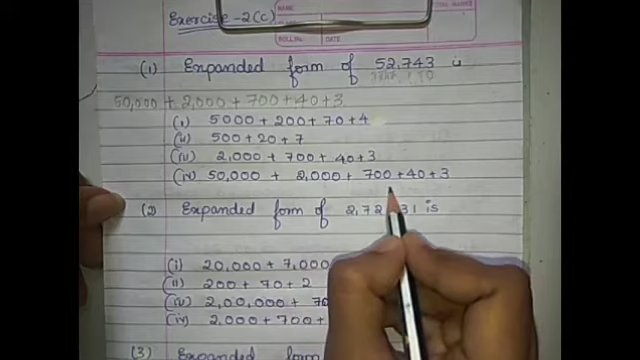 NAME
TOTAL MARKS
ROLL NO.
DATE
Exercise -2(c)
(1) Expanded form of 52,743 is
50,000 + 2,000 + 700 + 40 + 3
(i) 5000 + 200 + 70 + 4
(ii) 500 + 20 + 7
(iii) 2,000 + 700 + 40 + 3
(iv) 50,000 + 2,000 + 700 + 40 + 3
(2) Expanded form of 2,72 31 is
(i) 20,000 + 7,000
(ii) 200 + 70 + 2
(iii) 2,00,000 + 70
(iv) 2,000 + 700 +
(3) Expanded form